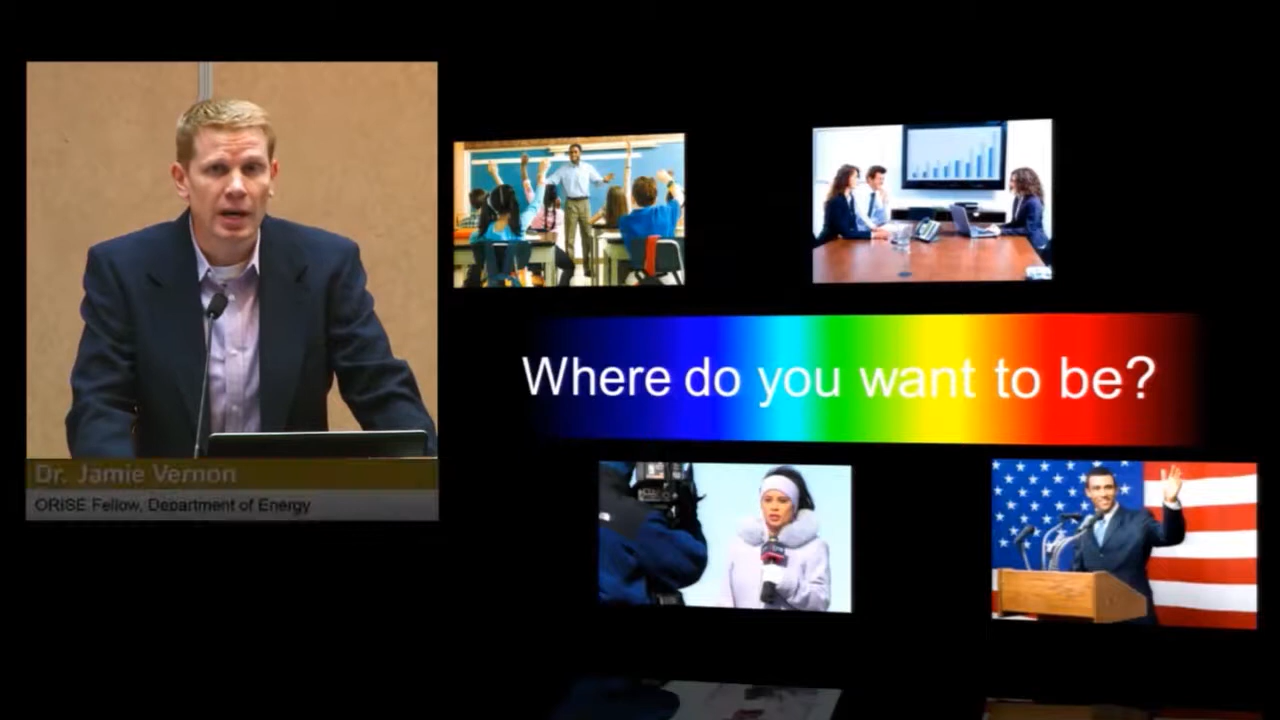 Dr. Jamie Vernon
ORISE Fellow, Department of Energy
Where do you want to be?